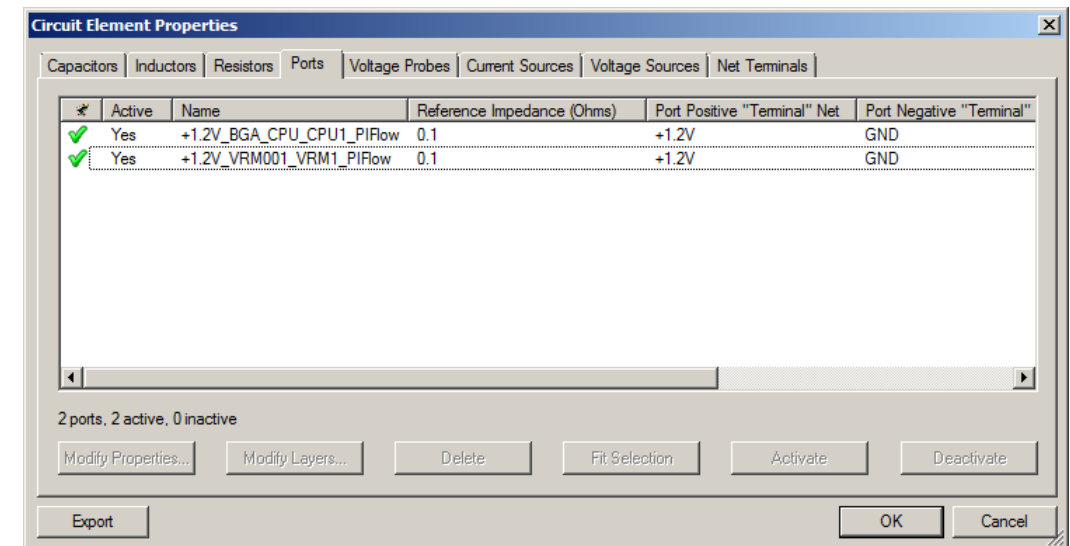 Circuit Element Properties
Capacitors Inductors Resistors Ports Voltage Probes Current Sources Voltage Sources Net Terminals
Active Name Reference Impedance (Ohms) Port Positive "Terminal" Net Port Negative "Terminal"
Yes +1.2V_BGA_CPU_CPU1_PIFlow 0.1 +1.2V GND
Yes +1.2V_VRM001_VRM1_PIFlow 0.1 +1.2V GND
2 ports, 2 active, 0 inactive
Modify Properties... Modify Layers... Delete Fit Selection Activate Deactivate
Export OK Cancel